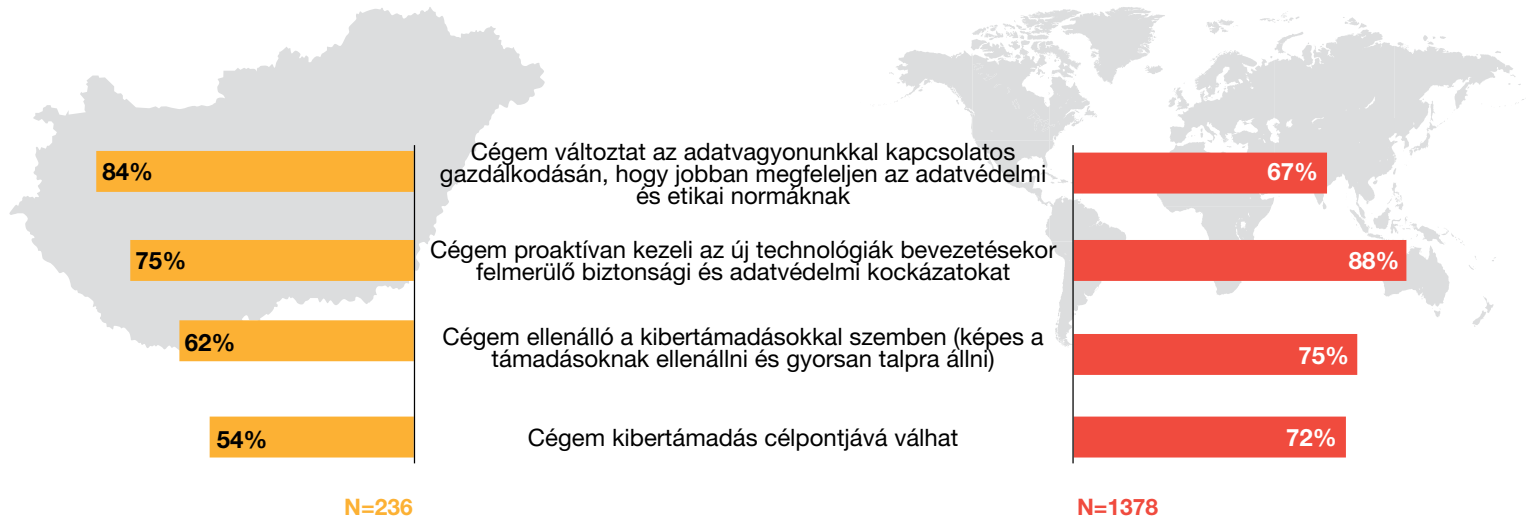 84%
Cégem változtat az adatvagyonunkkal kapcsolatos
gazdálkodásán, hogy jobban megfeleljen az adatvédelmi
és etikai normáknak
67%
75%
Cégem proaktívan kezeli az új technológiák bevezetésekor
felmerülő biztonsági és adatvédelmi kockázatokat
88%
62%
Cégem ellenálló a kibertámadásokkal szemben (képes a
támadásoknak ellenállni és gyorsan talpra állni)
75%
54%
Cégem kibertámadás célpontjává válhat
72%
N=236
N=1378